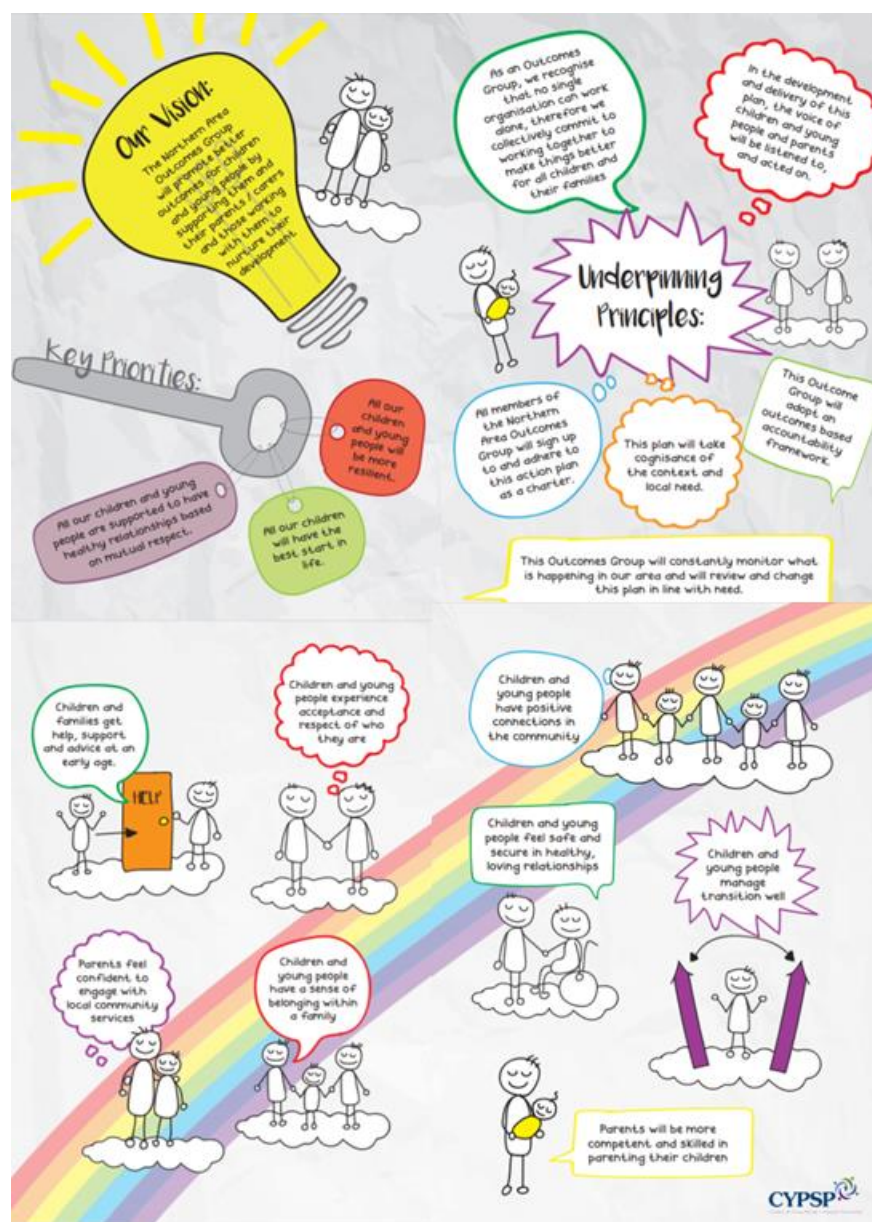 Our Vision:
The Northern Area
Outcomes Group
will promote better
outcomes for children
and young people by
supporting them and
their parents / carers
and those working
with them to
nurture their
development
Key Priorities:
All our
children
and young
people will
be more
resilient.
All our children and young
people are supported to have
healthy relationships based
on mutual respect.
All our children
will have the
best start in
life.
As an Outcomes
Group, we recognise
that no single
organisation can work
alone, therefore we
collectively commit to
working together to
make things better
for all children and
their families
In the development
and delivery of this
plan, the voice of
children and young
people and parents
will be listened to,
and acted on.
Underpinning
Principles:
All members of
the Northern
Area Outcomes
Group will sign up
to and adhere to
this action plan
as a charter.
This plan will take
cognisance of
the context and
local need.
This Outcome
Group will
adopt an
outcomes based
accountability
framework.
This Outcomes Group will constantly monitor what
is happening in our area and will review and change
this plan in line with need.
Children and
families get
help, support
and advice at an
early age.
HELP
Children and young
people experience
acceptance and
respect of who
they are
Parents feel
confident to
engage with
local community
services
Children and
young people
have a sense of
belonging within
a family
Children and
young people
have positive
connections in
the community
Children and young
people feel safe and
secure in healthy,
loving relationships
Children and
young people
manage
transition well
Parents will be more
competent and skilled in
parenting their children
CYPSP